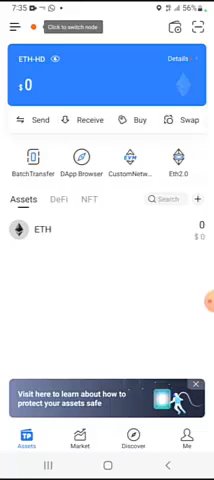 7:35 56%
Click to switch node
ETH-HD Details >
$ 0
Send Receive Buy Swap
BatchTransfer DApp Browser CustomNetw... Eth2.0
EVM
Assets DeFi NFT Search +
ETH 0
$ 0
Visit here to learn about how to
protect your assets safe
TP
Assets Market Discover Me